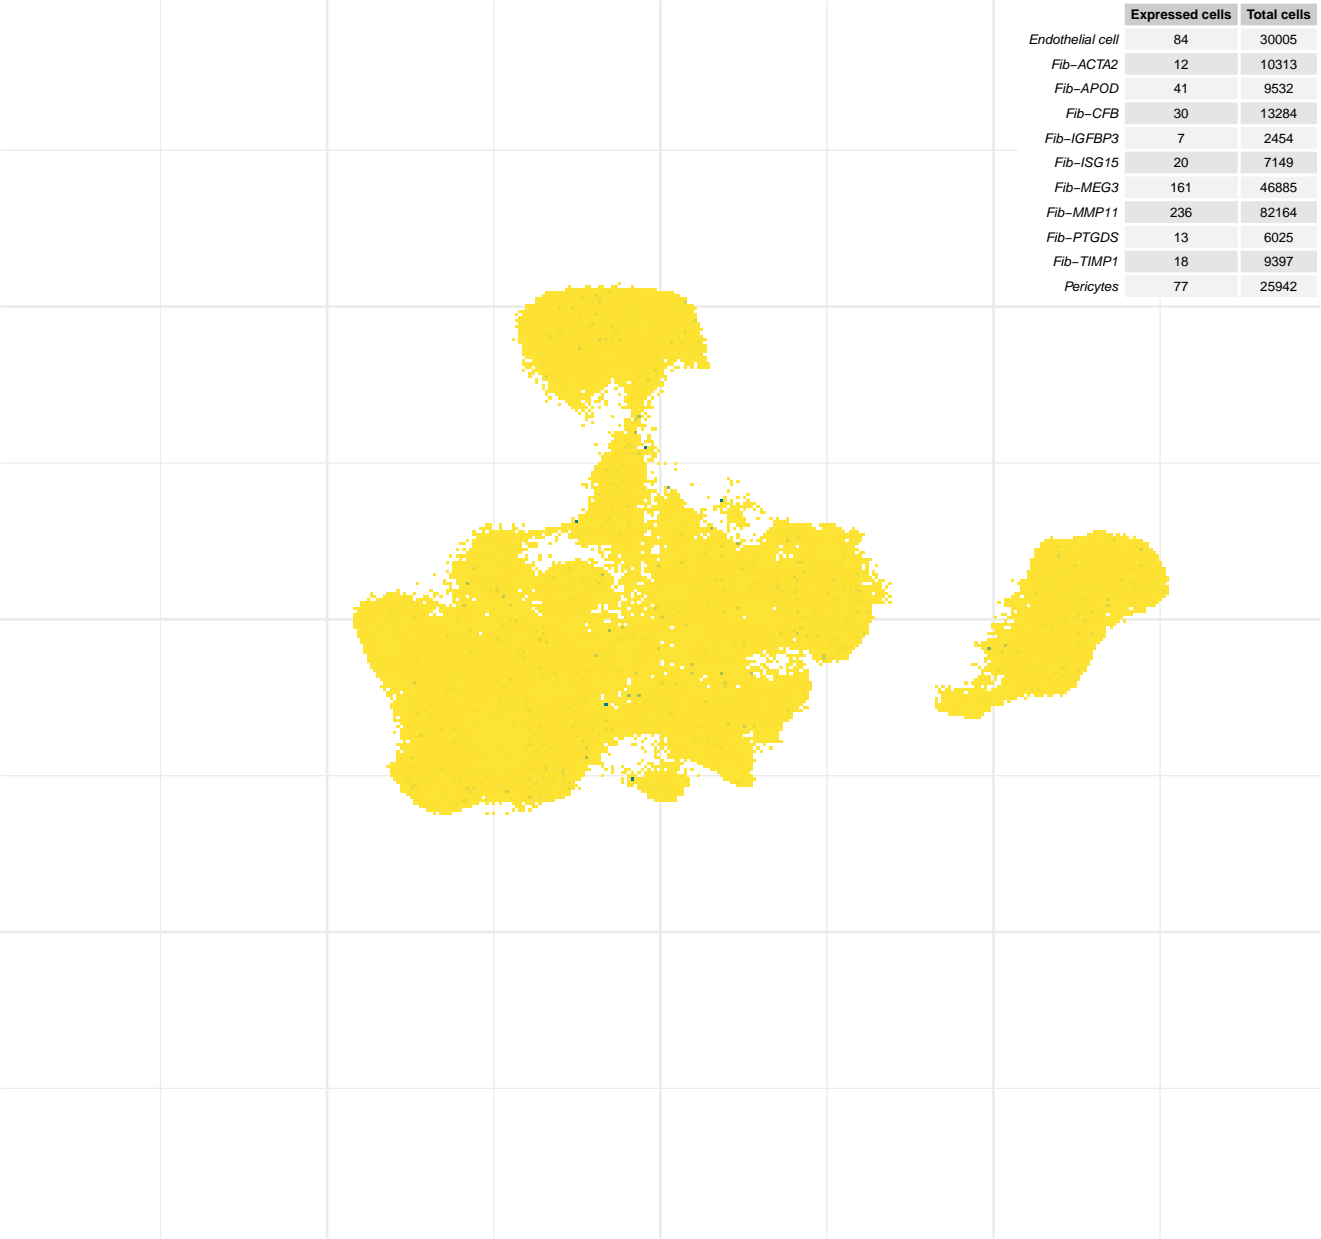 Expressed cells Total cells
Endothelial cell 84 30005
Fib−ACTA2 12 10313
Fib−APOD 41 9532
Fib−CFB 30 13284
Fib−IGFBP3 7 2454
Fib−ISG15 20 7149
Fib−MEG3 161 46885
Fib−MMP11 236 82164
Fib−PTGDS 13 6025
Fib−TIMP1 18 9397
Pericytes 77 25942